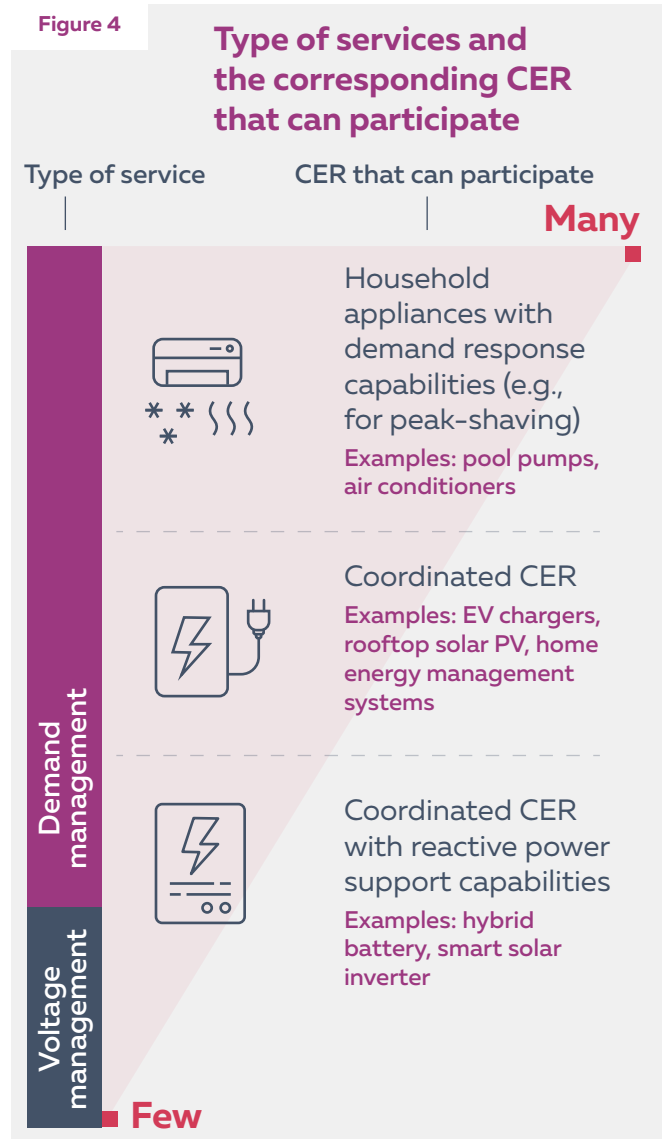 Figure 4
Type of services and
the corresponding CER
that can participate
Type of service
CER that can participate
Many
Household
appliances with
demand response
capabilities (e.g.,
for peak-shaving)
Examples: pool pumps,
air conditioners
Coordinated CER
Examples: EV chargers,
rooftop solar PV, home
energy management
systems
Demand
management
Coordinated CER
with reactive power
support capabilities
Examples: hybrid
battery, smart solar
inverter
Voltage
management
Few